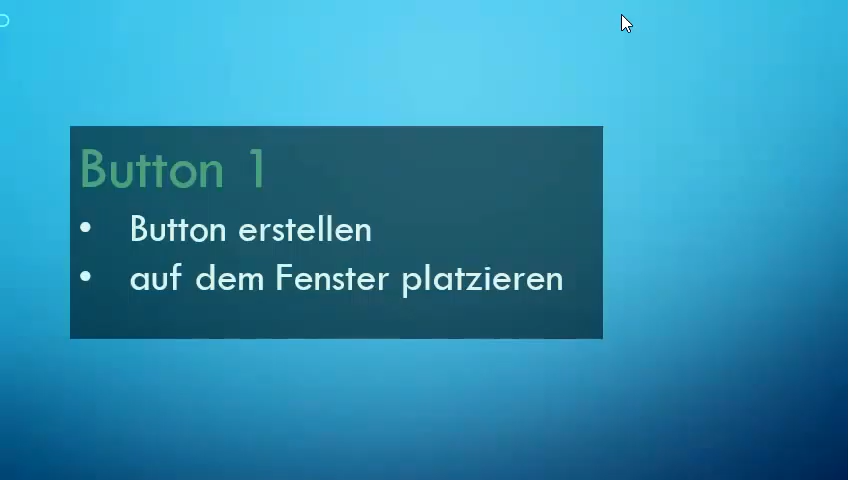 Button 1
• Button erstellen
• auf dem Fenster platzieren